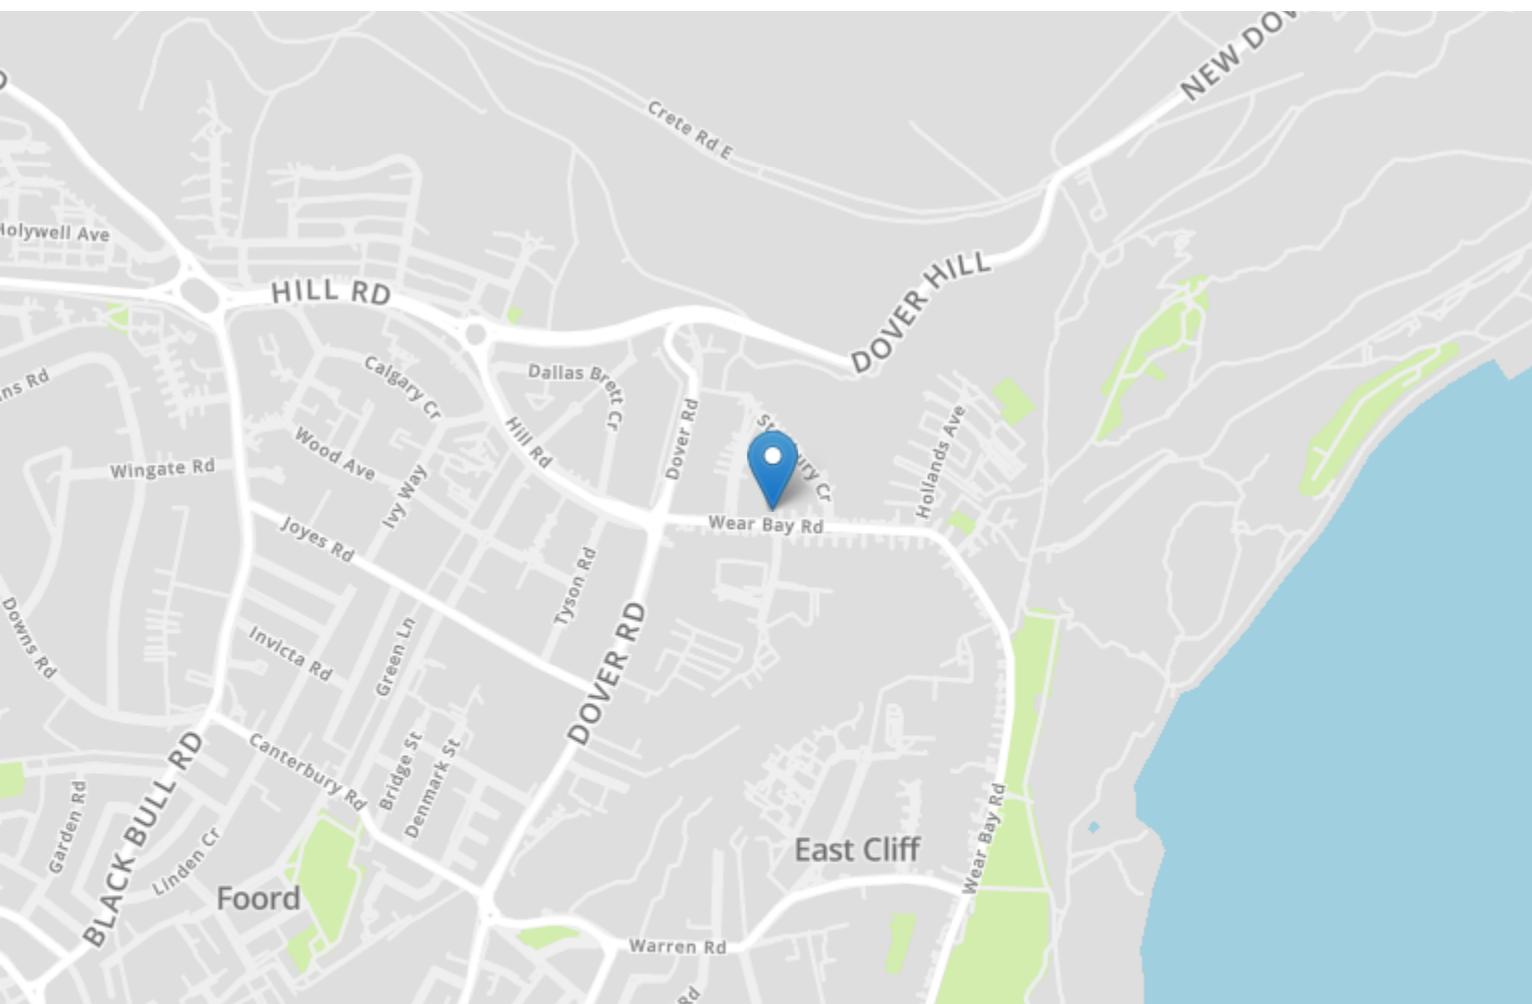 NEW DOV
Crete Rd E
Holywell Ave
HILL RD
DOVER HILL
Calgary Cr
Dallas Brett Cr
ns Rd
Hill Rd
Dover Rd
Hollands Ave
Wood Ave
Wingate Rd
Ivy Way
Wear Bay Rd
Joyes Rd
Tyson Rd
Downs Rd
Invicta Rd
Green Ln
DOVER RD
Canterbury Rd
Bridge St
Denmark St
BLACK BULL RD
Garden Rd
Linden Cr
East Cliff
Wear Bay Rd
Foord
Warren Rd
Rd